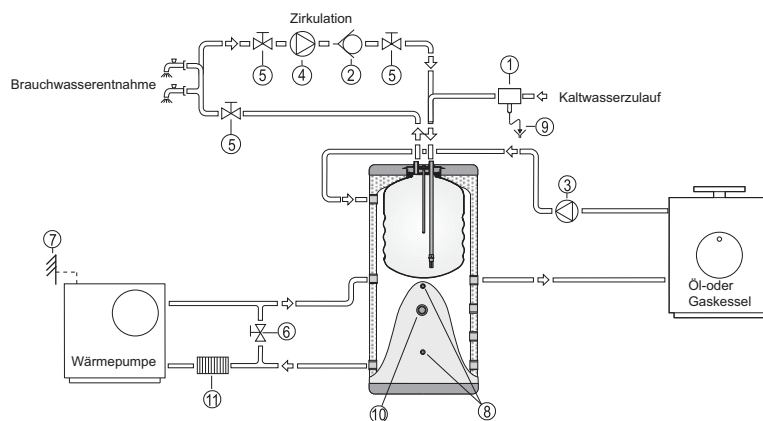 Zirkulation
Brauchwasserentnahme
5
4
2
5
1
Kaltwasserzulauf
9
5
3
7
Öl-oder
Gaskessel
6
Wärmepumpe
11
10
8